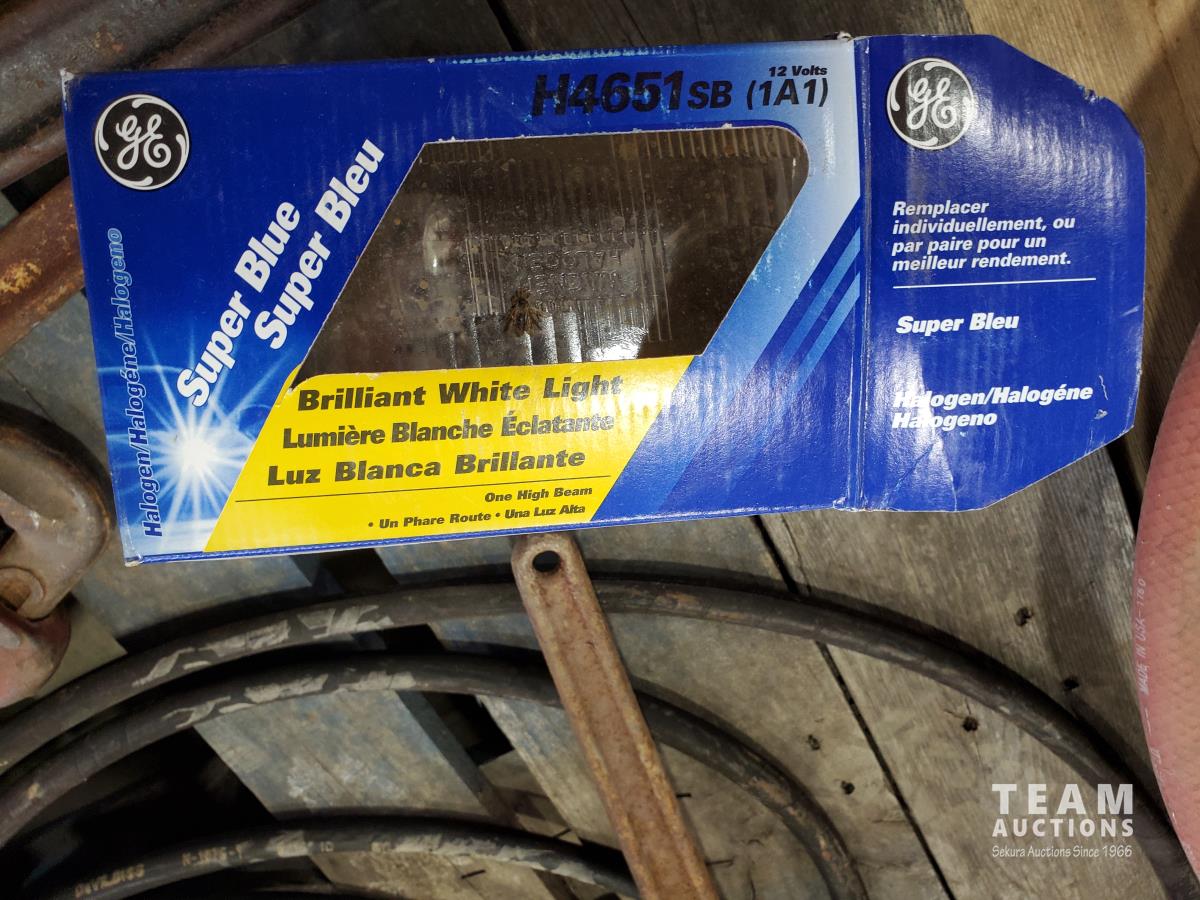 GE
12 Volts
H4651SB (1A1)
Super Blue
Super Bleu
Halogen/Halogéne/Halogeno
Brilliant White Light
Lumière Blanche Éclatante
Luz Blanca Brillante
One High Beam
• Un Phare Route • Una Luz Alta
GE
Remplacer
individuellement, ou
par paire pour un
meilleur rendement.
Super Bleu
Halogen/Halogéne
Halogeno
MADE IN USA
DEVILBISS
TEAM
AUCTIONS
Sekura Auctions Since 1966